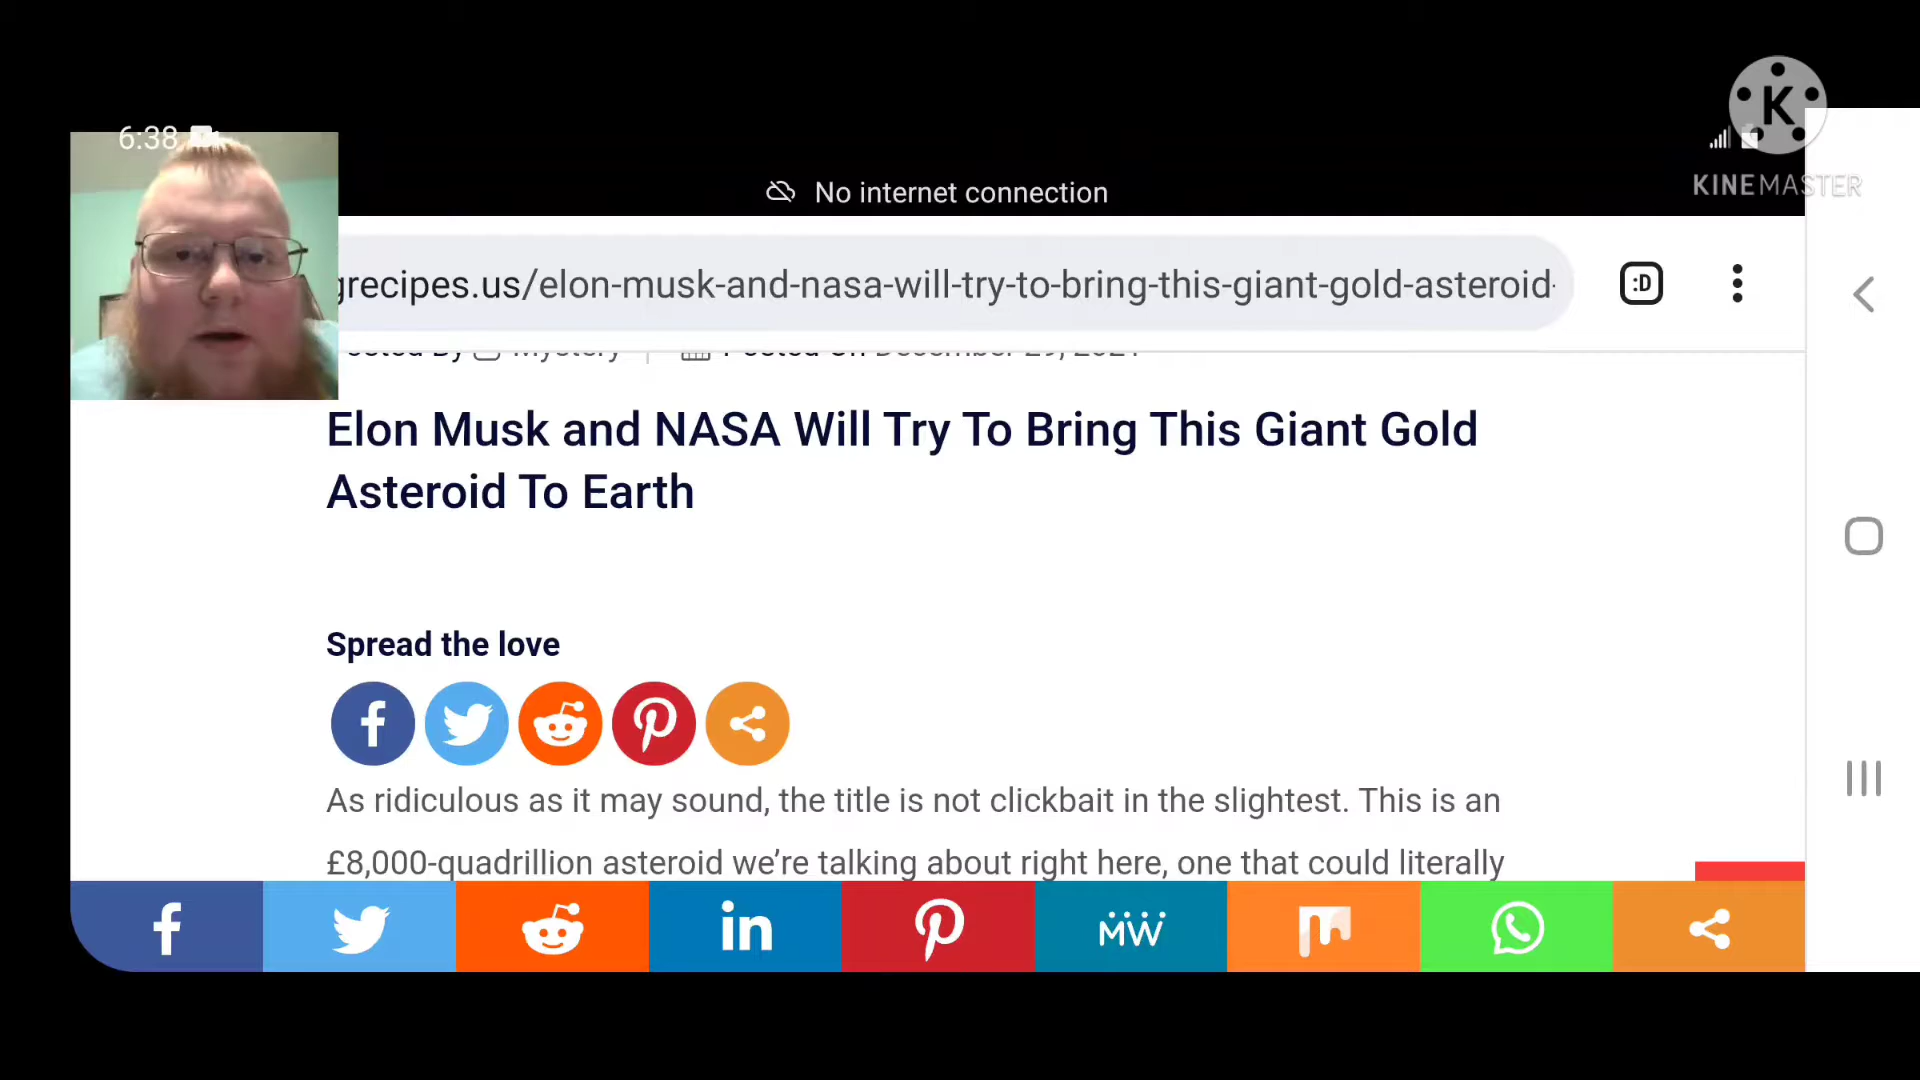 6:38
KINEMASTER
No internet connection
grecipes.us/elon-musk-and-nasa-will-try-to-bring-this-giant-gold-asteroid-
Elon Musk and NASA Will Try To Bring This Giant Gold
Asteroid To Earth
Spread the love
As ridiculous as it may sound, the title is not clickbait in the slightest. This is an
£8,000-quadrillion asteroid we’re talking about right here, one that could literally